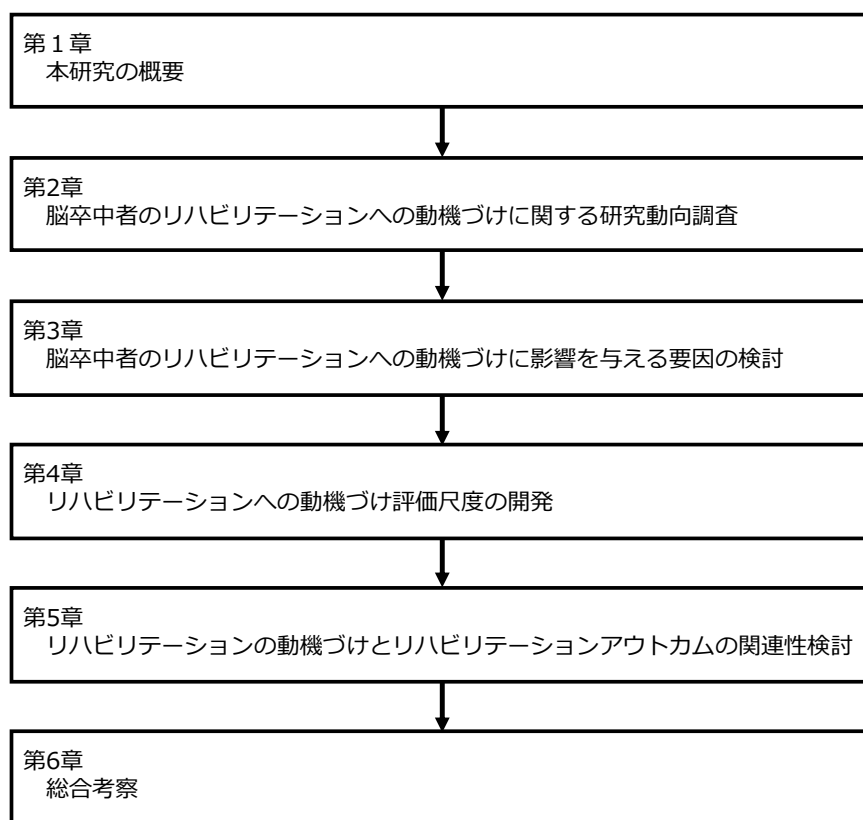 第１章
本研究の概要
第2章
脳卒中者のリハビリテーションへの動機づけに関する研究動向調査
第3章
脳卒中者のリハビリテーションへの動機づけに影響を与える要因の検討
第4章
リハビリテーションへの動機づけ評価尺度の開発
第5章
リハビリテーションの動機づけとリハビリテーションアウトカムの関連性検討
第6章
総合考察